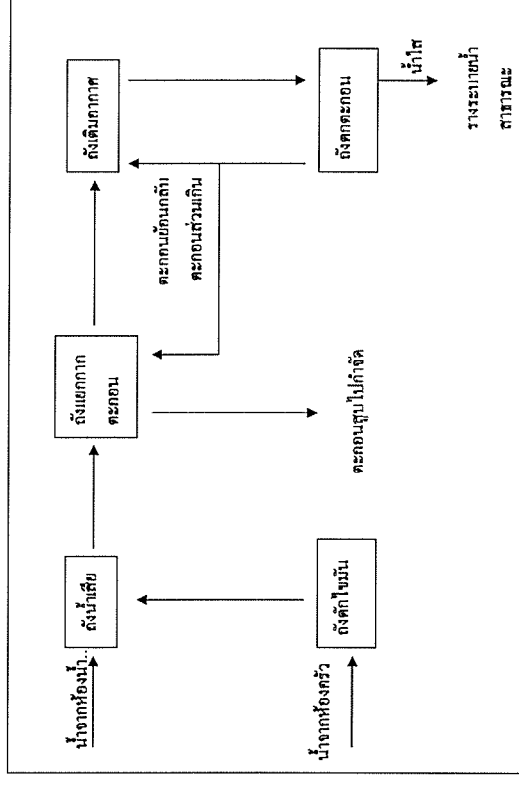 น้ำจากห้องน้ำ..
ถังน้ำเสีย
ถังแยกกาก
ตะกอน
ถังเติมอากาศ
ตะกอนย้อนกลับ
ตะกอนส่วนเกิน
น้ำจากห้องครัว
ถังดักไขมัน
ตะกอนสูบไปกำจัด
ถังตกตะกอน
น้ำใส
รางระบายน้ำ
สาธารณะ